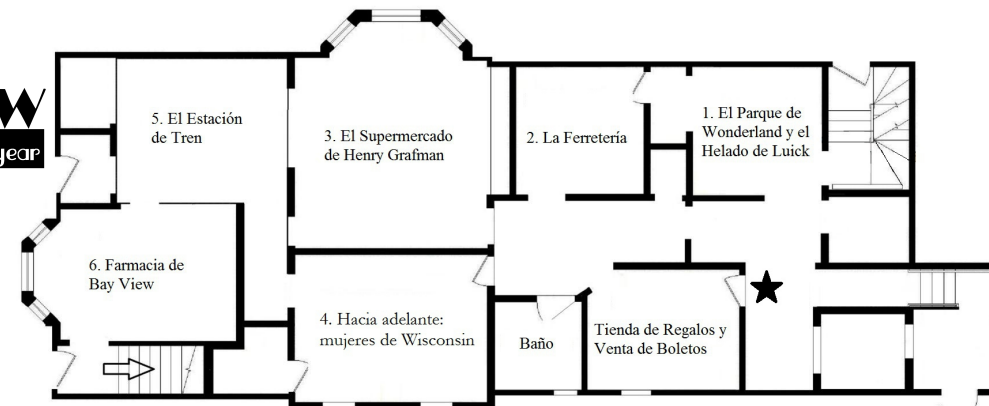 W
year
5. El Estación
de Tren
3. El Supermercado
de Henry Grafman
2. La Ferretería
1. El Parque de
Wonderland y el
Helado de Luick
6. Farmacia de
Bay View
4. Hacia adelante:
mujeres de Wisconsin
Baño
Tienda de Regalos y
Venta de Boletos